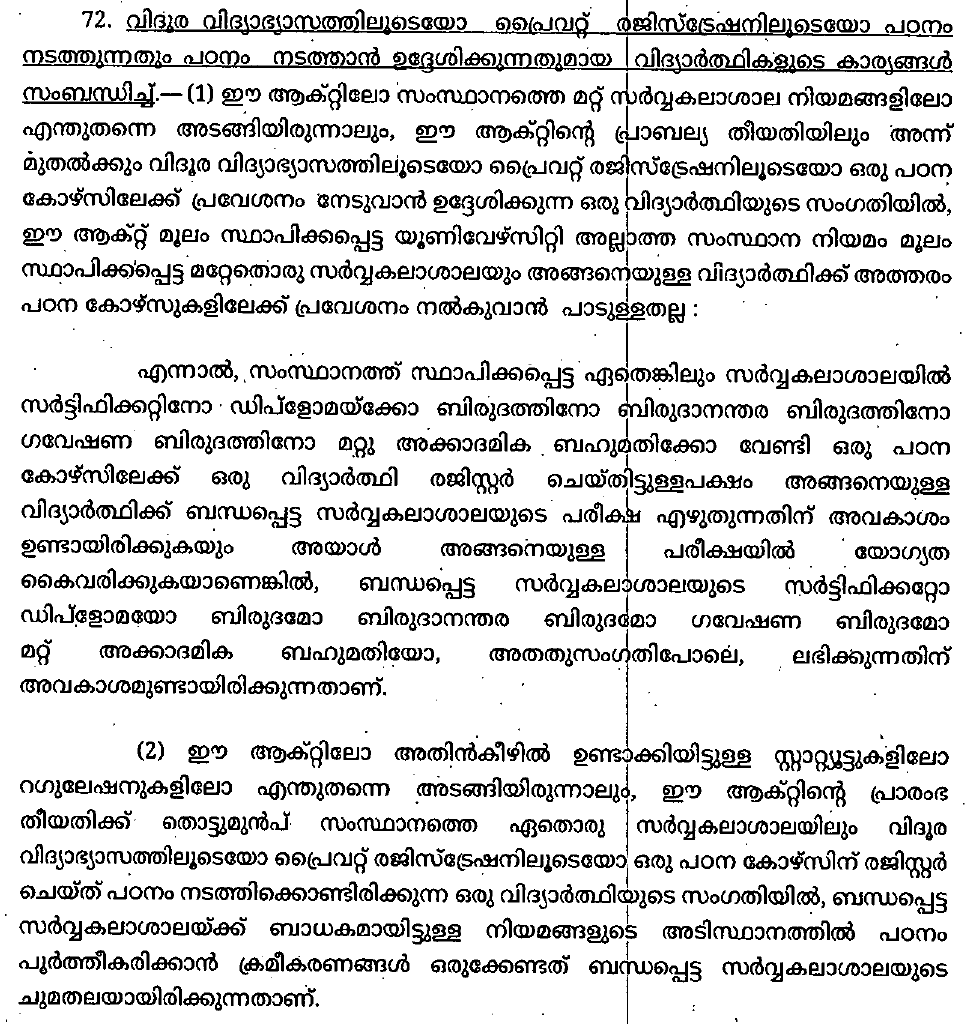 72. വിദൂര വിദ്യാഭ്യാസത്തിലൂടെയോ പ്രൈവറ്റ് രജിസ്ട്രേഷനിലൂടെയോ പഠനം
നടത്തുന്നതും പഠനം നടത്താൻ ഉദ്ദേശിക്കുന്നതുമായ വിദ്യാർത്ഥികളുടെ കാര്യങ്ങൾ
സംബന്ധിച്ച്.— (1) ഈ ആക്റ്റിലോ സംസ്ഥാനത്തെ മറ്റ് സർവ്വകലാശാല നിയമങ്ങളിലോ
എന്തുതന്നെ അടങ്ങിയിരുന്നാലും, ഈ ആക്റ്റിന്റെ പ്രാബല്യ തീയതിയിലും അന്ന്
മുതൽക്കും വിദൂര വിദ്യാഭ്യാസത്തിലൂടെയോ പ്രൈവറ്റ് രജിസ്ട്രേഷനിലൂടെയോ ഒരു പഠന
കോഴ്സിലേക്ക് പ്രവേശനം നേടുവാൻ ഉദ്ദേശിക്കുന്ന ഒരു വിദ്യാർത്ഥിയുടെ സംഗതിയിൽ,
ഈ ആക്റ്റ് മൂലം സ്ഥാപിക്കപ്പെട്ട യൂണിവേഴ്സിറ്റി അല്ലാത്ത സംസ്ഥാന നിയമം മൂലം
സ്ഥാപിക്കപ്പെട്ട മറ്റേതൊരു സർവ്വകലാശാലയും അങ്ങനെയുള്ള വിദ്യാർത്ഥിക്ക് അത്തരം
പഠന കോഴ്സുകളിലേക്ക് പ്രവേശനം നൽകുവാൻ പാടുള്ളതല്ല :
എന്നാൽ, സംസ്ഥാനത്ത് സ്ഥാപിക്കപ്പെട്ട ഏതെങ്കിലും സർവ്വകലാശാലയിൽ
സർട്ടിഫിക്കറ്റിനോ ഡിപ്ളോമയ്ക്കോ ബിരുദത്തിനോ ബിരുദാനന്തര ബിരുദത്തിനോ
ഗവേഷണ ബിരുദത്തിനോ മറ്റു അക്കാദമിക ബഹുമതിക്കോ വേണ്ടി ഒരു പഠന
കോഴ്സിലേക്ക് ഒരു വിദ്യാർത്ഥി രജിസ്റ്റർ ചെയ്തിട്ടുള്ളപക്ഷം അങ്ങനെയുള്ള
വിദ്യാർത്ഥിക്ക് ബന്ധപ്പെട്ട സർവ്വകലാശാലയുടെ പരീക്ഷ എഴുതുന്നതിന് അവകാശം
ഉണ്ടായിരിക്കുകയും അയാൾ അങ്ങനെയുള്ള പരീക്ഷയിൽ യോഗ്യത
കൈവരിക്കുകയാണെങ്കിൽ, ബന്ധപ്പെട്ട സർവ്വകലാശാലയുടെ സർട്ടിഫിക്കറ്റോ
ഡിപ്ളോമയോ ബിരുദമോ ബിരുദാനന്തര ബിരുദമോ ഗവേഷണ ബിരുദമോ
മറ്റ് അക്കാദമിക ബഹുമതിയോ, അതതുസംഗതിപോലെ, ലഭിക്കുന്നതിന്
അവകാശമുണ്ടായിരിക്കുന്നതാണ്.
(2) ഈ ആക്റ്റിലോ അതിൻകീഴിൽ ഉണ്ടാക്കിയിട്ടുള്ള സ്റ്റാറ്റ്യൂട്ടുകളിലോ
റഗുലേഷനുകളിലോ എന്തുതന്നെ അടങ്ങിയിരുന്നാലും, ഈ ആക്റ്റിന്റെ പ്രാരംഭ
തീയതിക്ക് തൊട്ടുമുൻപ് സംസ്ഥാനത്തെ ഏതൊരു സർവ്വകലാശാലയിലും വിദൂര
വിദ്യാഭ്യാസത്തിലൂടെയോ പ്രൈവറ്റ് രജിസ്ട്രേഷനിലൂടെയോ ഒരു പഠന കോഴ്സിന് രജിസ്റ്റർ
ചെയ്ത് പഠനം നടത്തിക്കൊണ്ടിരിക്കുന്ന ഒരു വിദ്യാർത്ഥിയുടെ സംഗതിയിൽ, ബന്ധപ്പെട്ട
സർവ്വകലാശാലയ്ക്ക് ബാധകമായിട്ടുള്ള നിയമങ്ങളുടെ അടിസ്ഥാനത്തിൽ പഠനം
പൂർത്തീകരിക്കാൻ ക്രമീകരണങ്ങൾ ഒരുക്കേണ്ടത് ബന്ധപ്പെട്ട സർവ്വകലാശാലയുടെ
ചുമതലയായിരിക്കുന്നതാണ്.